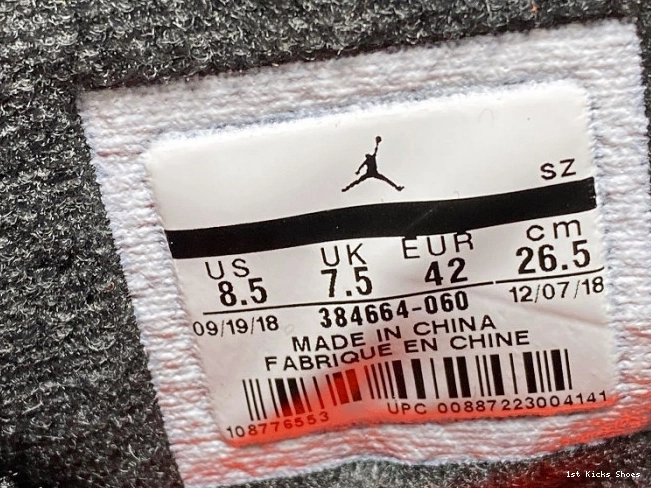 SZ
US UK EUR cm
8.5 7.5 42 26.5
09/19/18 384664-060 12/07/18
MADE IN CHINA
FABRIQUE EN CHINE
108776553 UPC 00887223004141
1st Kicks Shoes